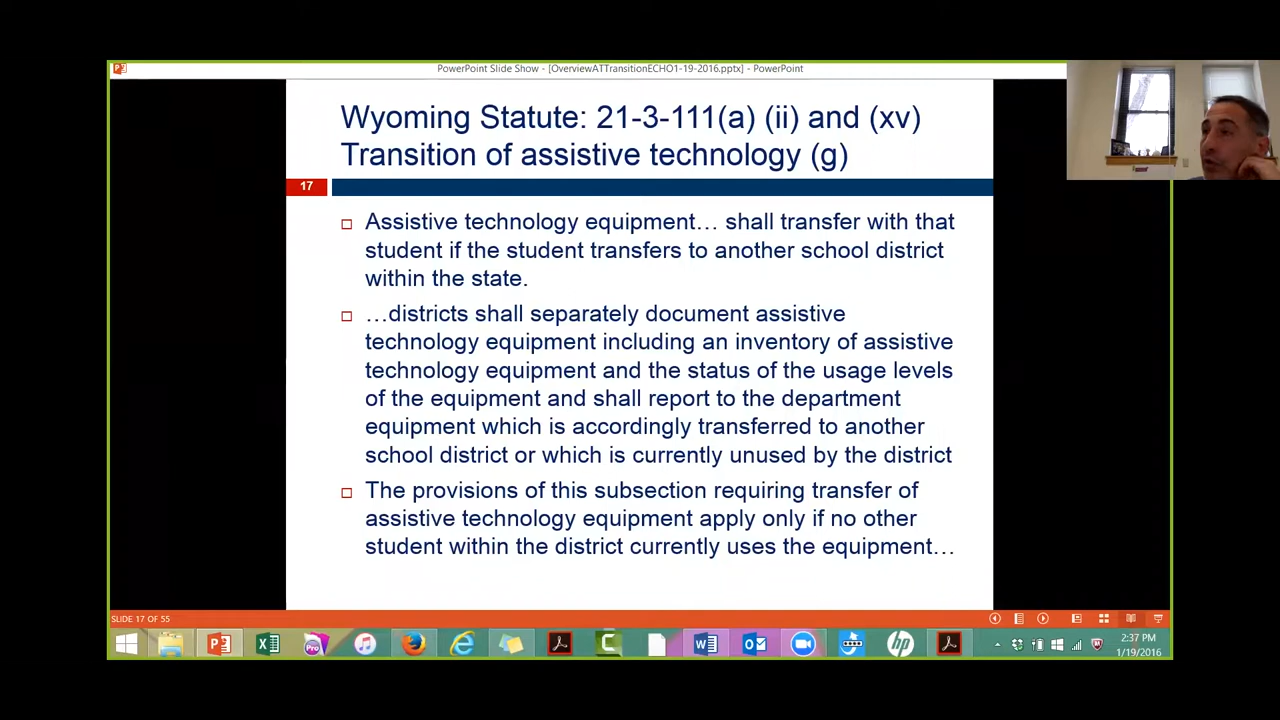 PowerPoint Slide Show - [OverviewATTransitionECHO1-19-2016.pptx] - PowerPoint
Wyoming Statute: 21-3-111(a) (ii) and (xv)
Transition of assistive technology (g)
17
Assistive technology equipment… shall transfer with that
student if the student transfers to another school district
within the state.
…districts shall separately document assistive
technology equipment including an inventory of assistive
technology equipment and the status of the usage levels
of the equipment and shall report to the department
equipment which is accordingly transferred to another
school district or which is currently unused by the district
The provisions of this subsection requiring transfer of
assistive technology equipment apply only if no other
student within the district currently uses the equipment…
SLIDE 17 OF 55
Pro
hp
2:37 PM
1/19/2016